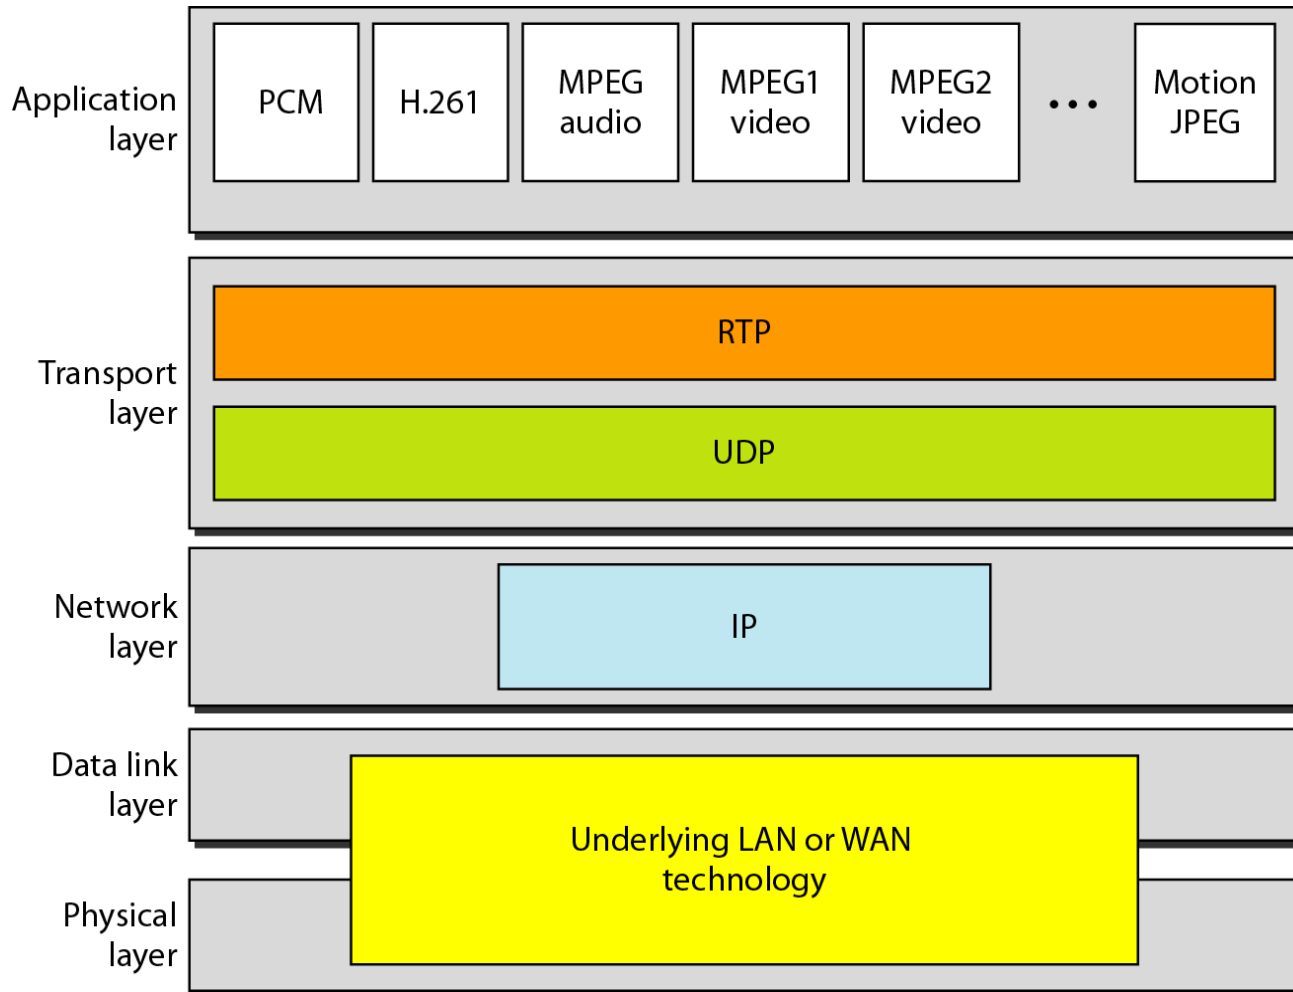 Application
layer
PCM
H.261
MPEG
audio
MPEG1
video
MPEG2
video
...
Motion
JPEG
Transport
layer
RTP
UDP
Network
layer
IP
Data link
layer
Underlying LAN or WAN
technology
Physical
layer